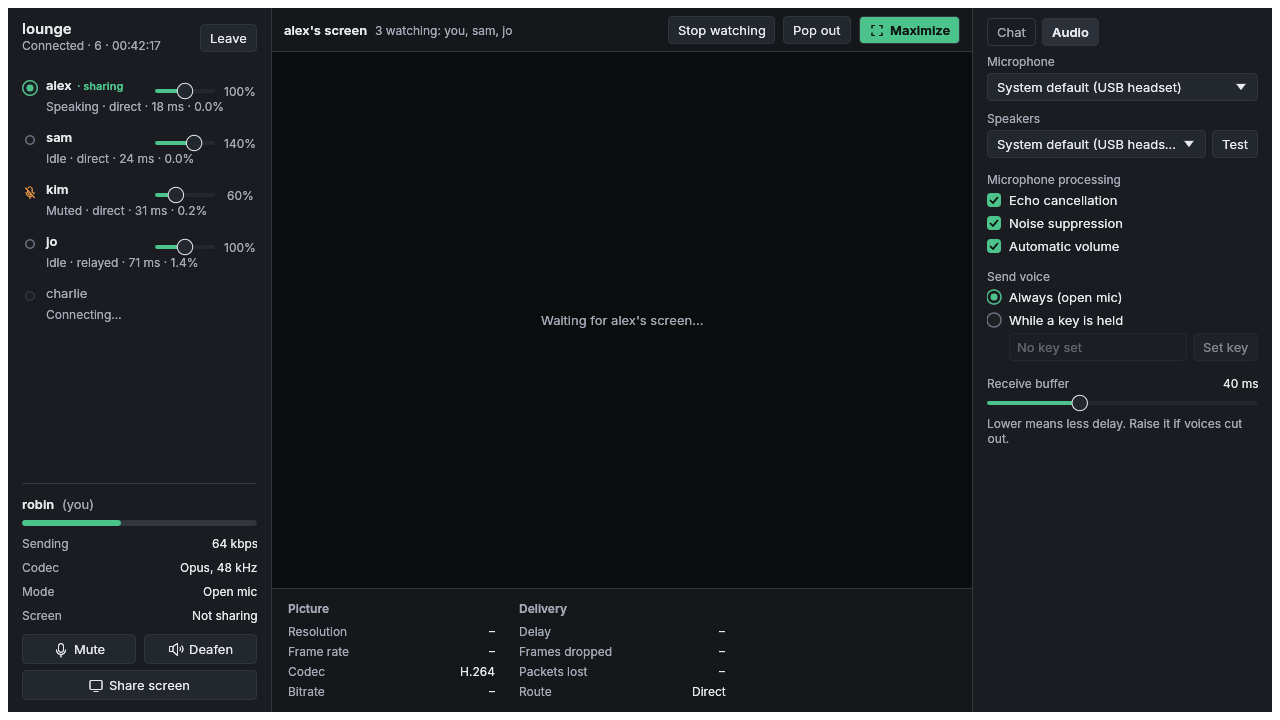 lounge
Connected · 6 · 00:42:17
Leave
alex · sharing
100%
Speaking · direct · 18 ms · 0.0%
sam
140%
Idle · direct · 24 ms · 0.0%
kim
60%
Muted · direct · 31 ms · 0.2%
jo
100%
Idle · relayed · 71 ms · 1.4%
charlie
Connecting...
robin (you)
Sending 64 kbps
Codec Opus, 48 kHz
Mode Open mic
Screen Not sharing
Mute Deafen
Share screen
alex's screen 3 watching: you, sam, jo
Stop watching Pop out Maximize
Waiting for alex's screen...
Picture
Resolution –
Frame rate –
Codec H.264
Bitrate –
Delivery
Delay –
Frames dropped –
Packets lost –
Route Direct
Chat Audio
Microphone
System default (USB headset)
Speakers
System default (USB heads... Test
Microphone processing
Echo cancellation
Noise suppression
Automatic volume
Send voice
Always (open mic)
While a key is held
No key set Set key
Receive buffer 40 ms
Lower means less delay. Raise it if voices cut
out.